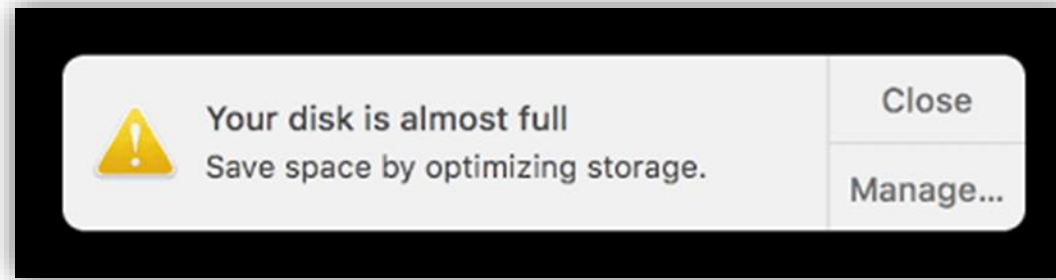 Your disk is almost full
Save space by optimizing storage.
Close
Manage...